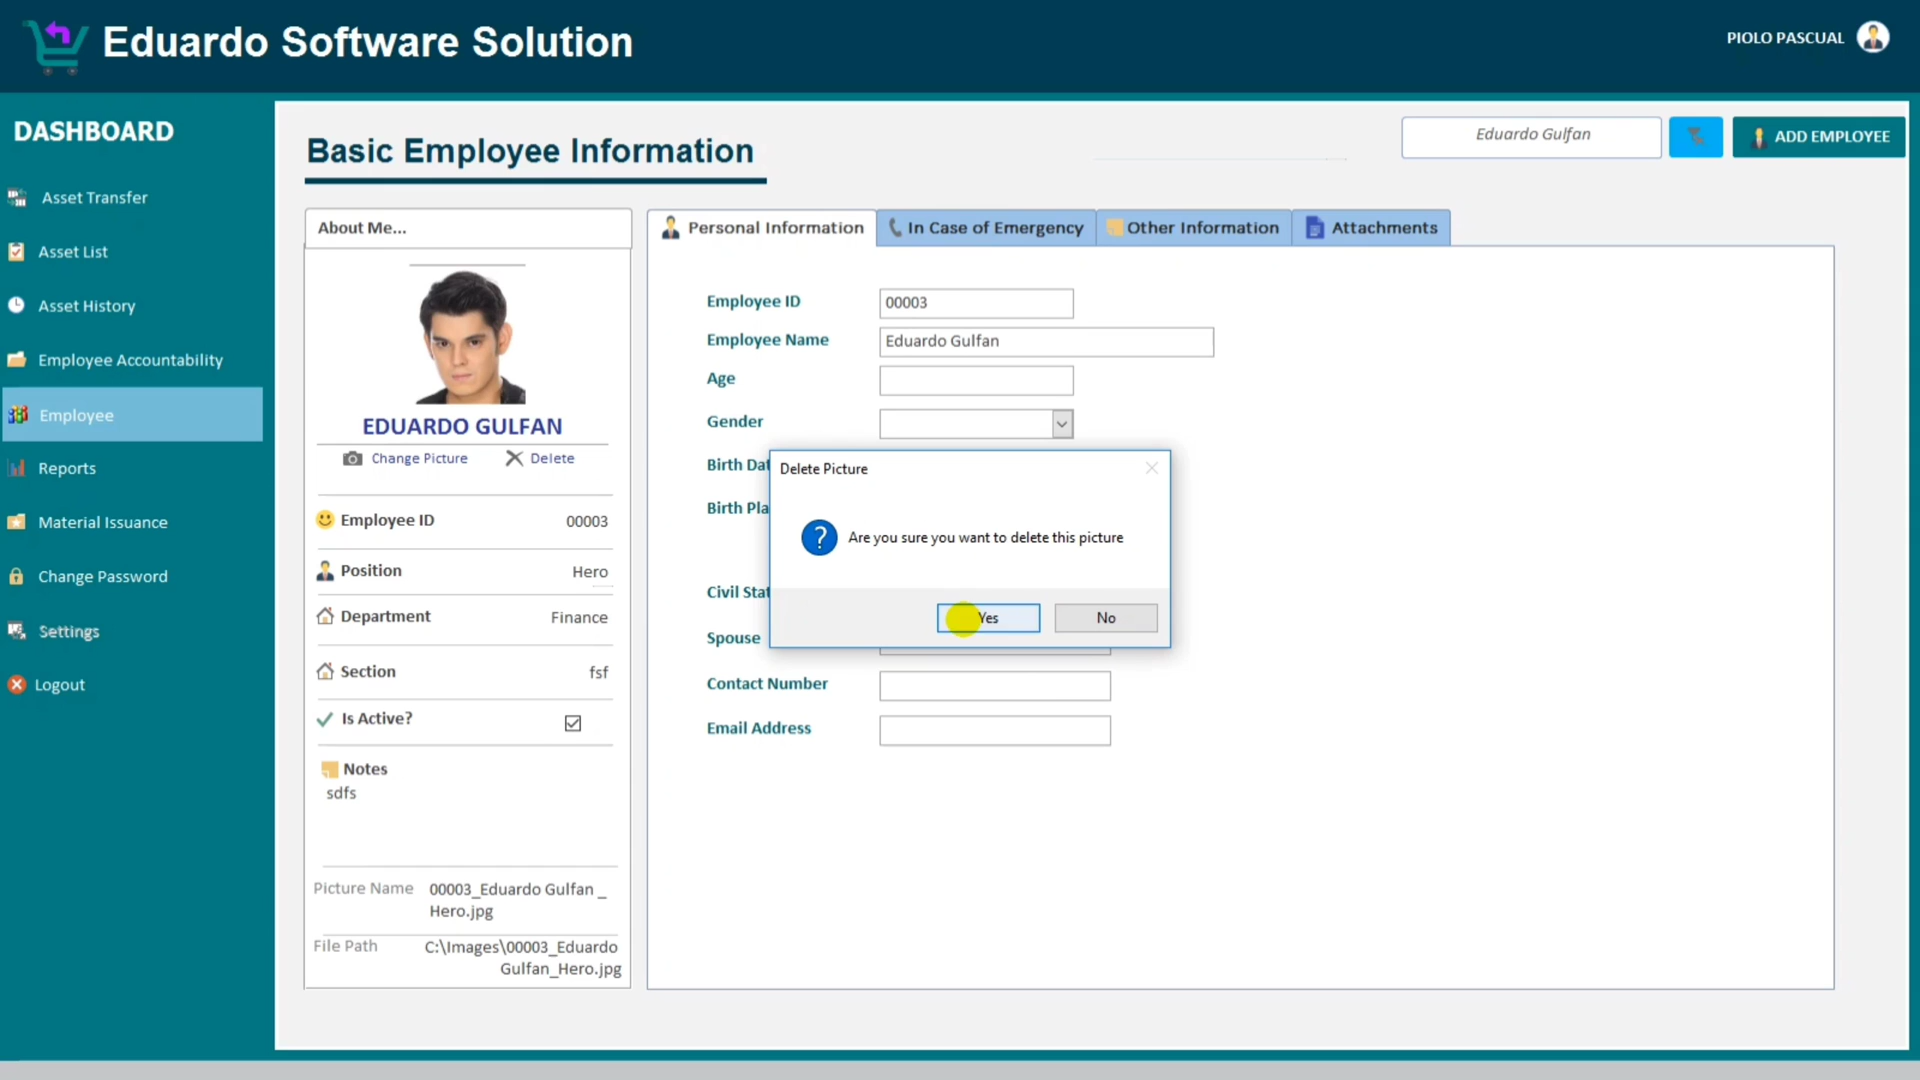 Eduardo Software Solution
PIOLO PASCUAL
DASHBOARD
Asset Transfer
Asset List
Asset History
Employee Accountability
Employee
Reports
Material Issuance
Change Password
Settings
Logout
Basic Employee Information
Eduardo Gulfan
ADD EMPLOYEE
About Me...
EDUARDO GULFAN
Change Picture
Delete
Employee ID 00003
Position Hero
Department Finance
Section fsf
Is Active?
Notes
sdfs
Picture Name 00003_Eduardo Gulfan _
Hero.jpg
File Path C:\Images\00003_Eduardo
Gulfan_Hero.jpg
Personal Information
In Case of Emergency
Other Information
Attachments
Employee ID 00003
Employee Name Eduardo Gulfan
Age
Gender
Birth Dat
Birth Pla
Civil Stat
Spouse
Contact Number
Email Address
Delete Picture
? Are you sure you want to delete this picture
Yes
No